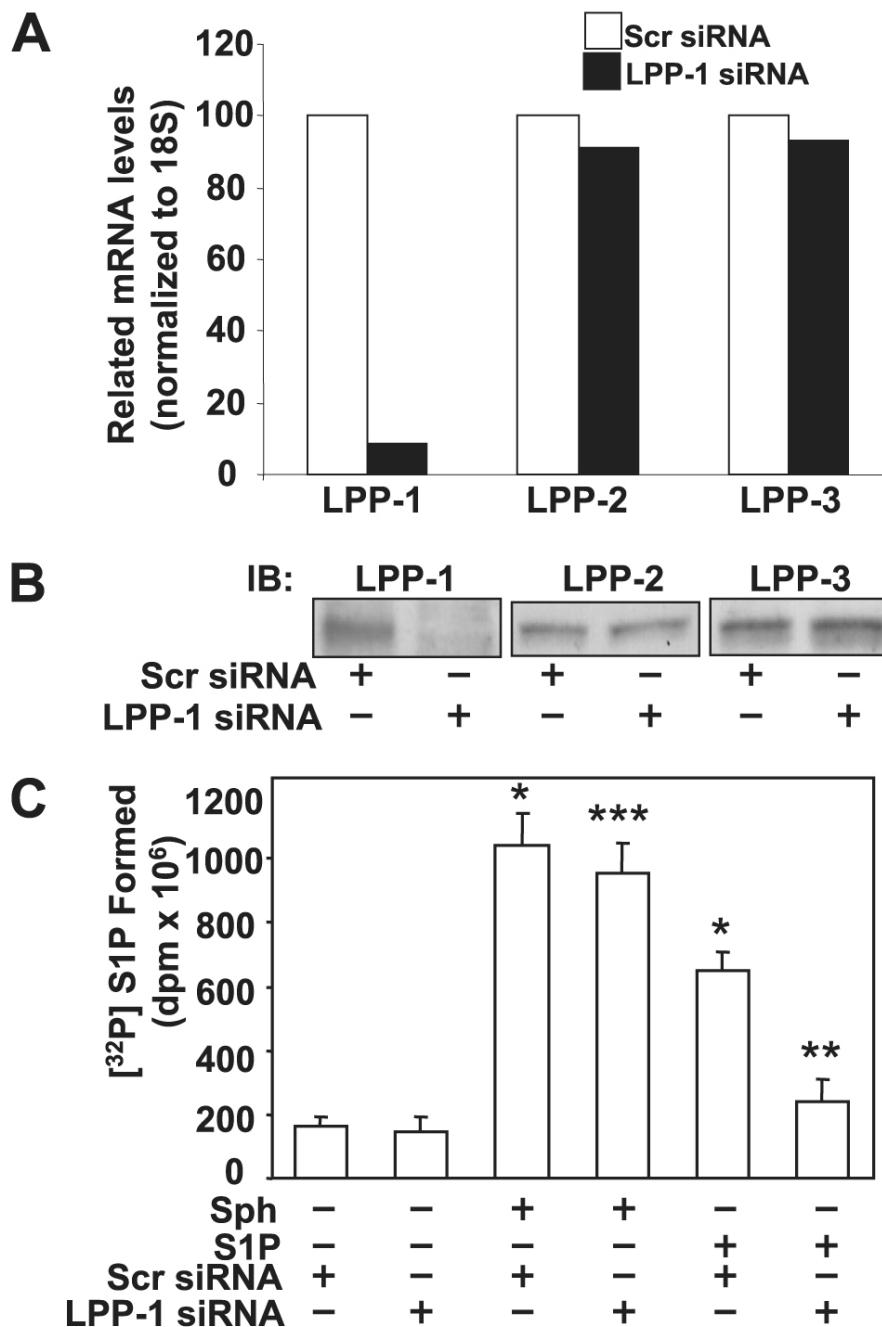 A
Related mRNA levels
(normalized to 18S)
120
100
80
60
40
20
0
Scr siRNA
LPP-1 siRNA
LPP-1 LPP-2 LPP-3
B
IB: LPP-1 LPP-2 LPP-3
Scr siRNA + – + – + –
LPP-1 siRNA – + – + – +
C
[³²P] S1P Formed
(dpm x 10⁶)
1200
1000
800
600
400
200
0
* *** * **
Sph – – + + – –
S1P – – – – + +
Scr siRNA + – + – + –
LPP-1 siRNA – + – + – +